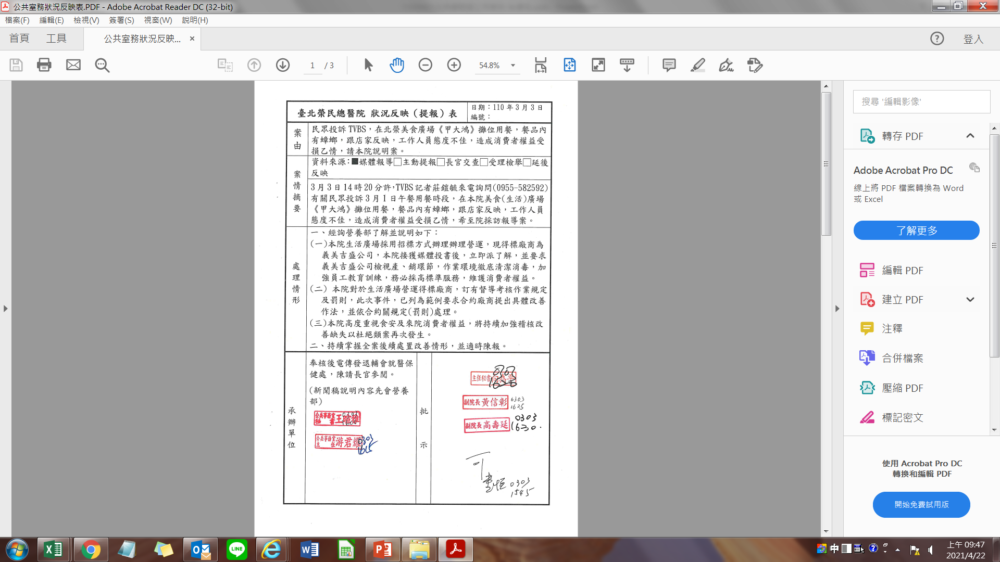 公共室務狀況反映表.PDF - Adobe Acrobat Reader DC (32-bit)
檔案(F) 編輯(E) 檢視(V) 簽署(S) 視窗(W) 說明(H)
首頁 工具 公共室務狀況反映... × 登入
1 / 3 54.8%
臺北榮民總醫院 狀況反映（提報）表
日期：110 年 3 月 3 日
編號：
案由
民眾投訴 TVBS，在北榮美食廣場《甲大鴻》攤位用餐，餐品內
有蟑螂，跟店家反映，工作人員態度不佳，造成消費者權益受
損乙情，請本院說明案。
案情摘要
資料來源：■媒體報導□主動提報□長官交查□受理檢舉□延後
反映
3 月 3 日 14 時 20 分許，TVBS 記者莊鎧毓來電詢問(0955-582592)
有關民眾投訴 3 月 1 日午餐用餐時段，在本院美食(生活)廣場
《甲大鴻》攤位用餐，餐品內有蟑螂，跟店家反映，工作人員
態度不佳，造成消費者權益受損乙情，希至院採訪報導案。
處理情形
一、經詢營養部了解並說明如下：
(一)本院生活廣場採用招標方式辦理辦理營運，現得標廠商為
義美吉盛公司，本院接獲媒體投書後，立即派了解，並要求
義美吉盛公司檢視產、銷環節，作業環境徹底清潔消毒，加
強員工教育訓練，務必採高標準服務，維護消費者權益。
(二) 本院對於生活廣場營運得標廠商，訂有督導考核作業規定
及罰則，此次事件，已列為範例要求合約廠商提出具體改善
作法，並依合約關規定(罰則)處理。
(三)本院高度重視食安及來院消費者權益，將持續加強稽核改
善缺失以杜絕類案再次發生。
二、持續掌握全案後續處置改善情形，並適時陳報。
承辦單位
奉核後電傳發退輔會就醫保
健處，陳請長官參閱。
(新聞稿說明內容先會營養
部)
公共事務室
主任 游君耀 0303
1615
批示
主任秘書 0303
副院長 黃信彰 0303
1625
副院長 高壽延 0303
1630.
可
0303
1545
搜尋 '編輯影像'
轉存 PDF
Adobe Acrobat Pro DC
線上將 PDF 檔案轉換為 Word
或 Excel
了解更多
編輯 PDF
建立 PDF
注釋
合併檔案
壓縮 PDF
標記密文
使用 Acrobat Pro DC
轉換和編輯 PDF
開始免費試用版
LINE
中
上午 09:47
2021/4/22